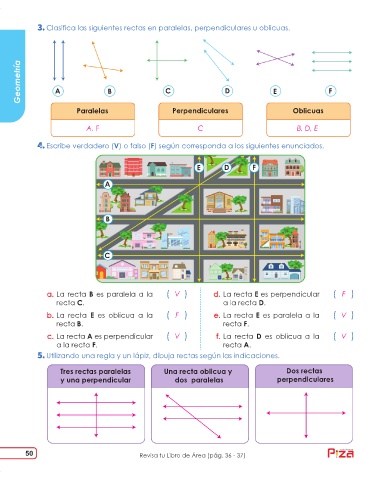 3. Clasifica las siguientes rectas en paralelas, perpendiculares u oblicuas.
Geometría
A B C D E F
Paralelas Perpendiculares Oblicuas
A, F C B, D, E
4. Escribe verdadero (V) o falso (F) según corresponda a los siguientes enunciados.
E D F
A
B
C
a. La recta B es paralela a la ( V )
recta C.
b. La recta E es oblicua a la ( F )
recta B.
c. La recta A es perpendicular ( V )
a la recta F.
d. La recta E es perpendicular ( F )
a la recta D.
e. La recta E es paralela a la ( V )
recta F.
f. La recta D es oblicua a la ( V )
recta A.
5. Utilizando una regla y un lápiz, dibuja rectas según las indicaciones.
Tres rectas paralelas
y una perpendicular
Una recta oblicua y
dos paralelas
Dos rectas
perpendiculares
50
Revisa tu Libro de Área (pág. 36 - 37)
Piza